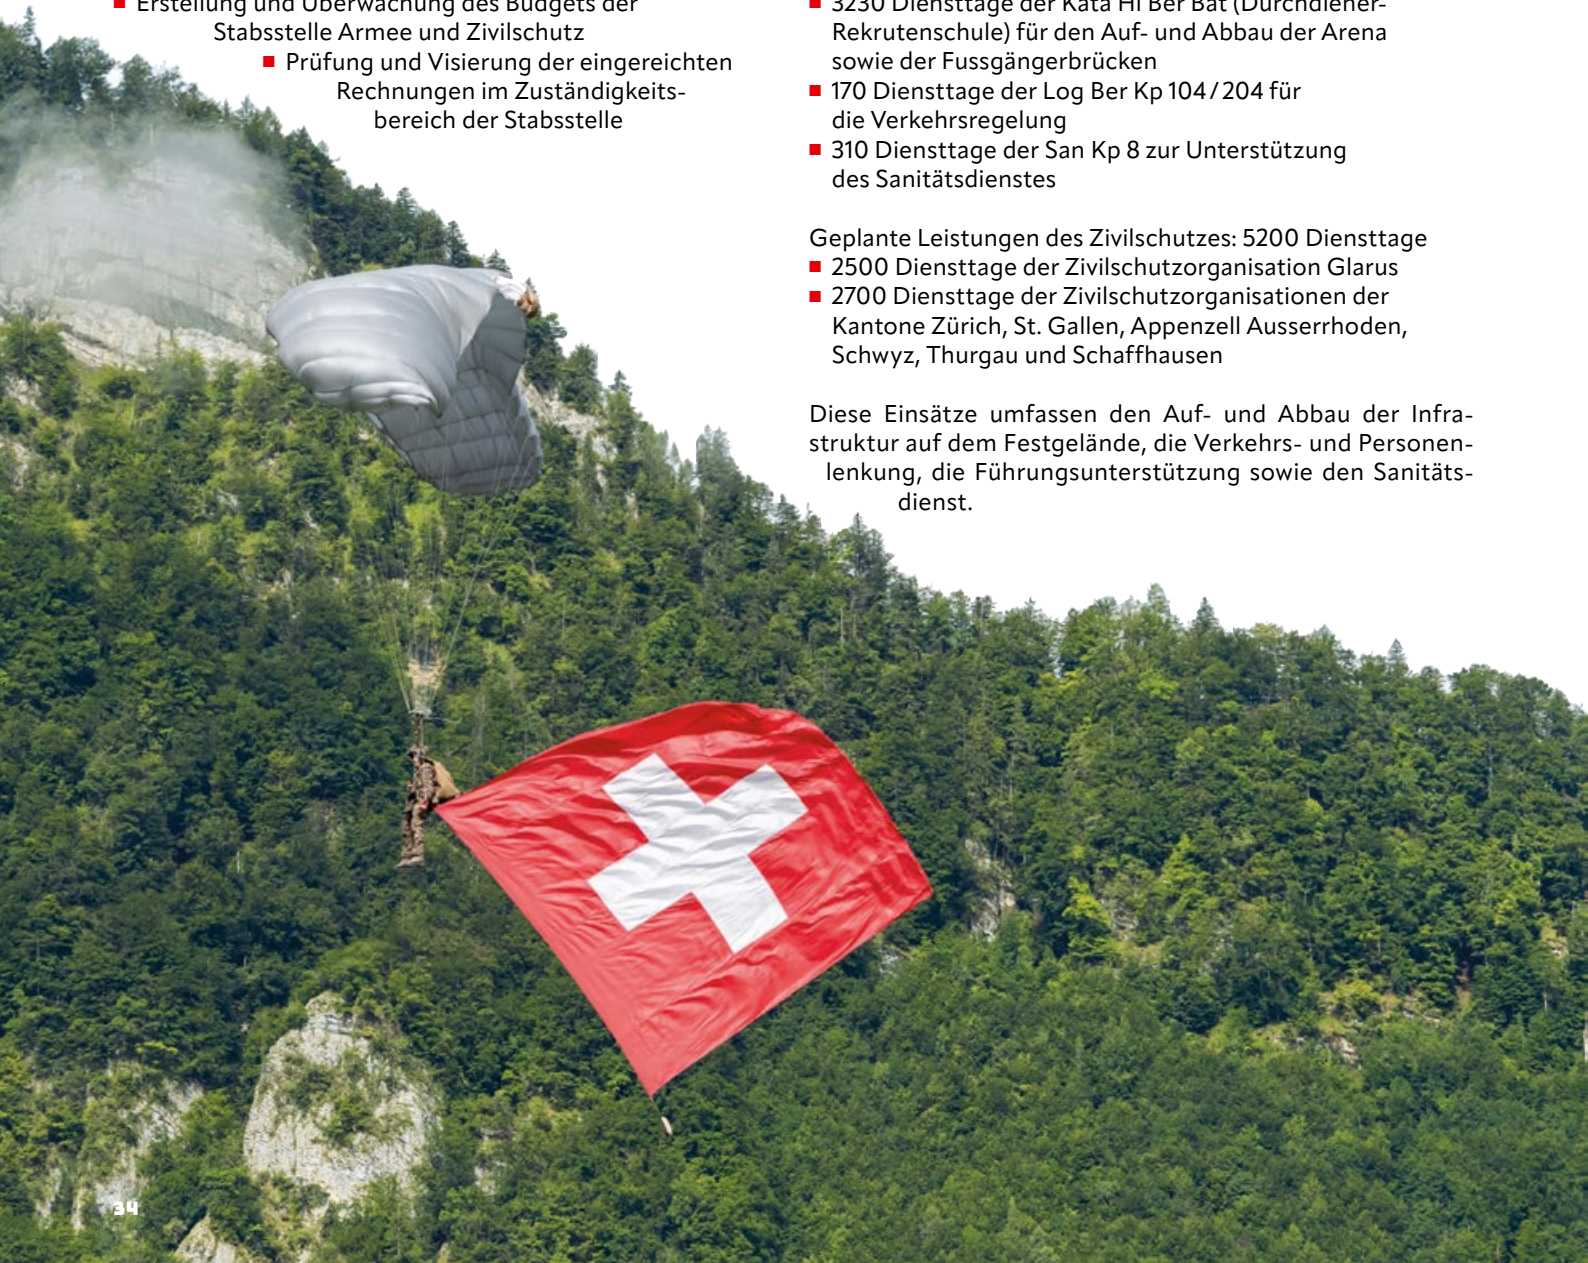 Erstellung und Überwachung des Budgets der
Stabsstelle Armee und Zivilschutz
Prüfung und Visierung der eingereichten
Rechnungen im Zuständigkeits-
bereich der Stabsstelle
3230 Diensttage der Kata Hi Ber Bat (Durchdiener-
Rekrutenschule) für den Auf- und Abbau der Arena
sowie der Fussgängerbrücken
170 Diensttage der Log Ber Kp 104/204 für
die Verkehrsregelung
310 Diensttage der San Kp 8 zur Unterstützung
des Sanitätsdienstes
Geplante Leistungen des Zivilschutzes: 5200 Diensttage
2500 Diensttage der Zivilschutzorganisation Glarus
2700 Diensttage der Zivilschutzorganisationen der
Kantone Zürich, St. Gallen, Appenzell Ausserrhoden,
Schwyz, Thurgau und Schaffhausen
Diese Einsätze umfassen den Auf- und Abbau der Infra-
struktur auf dem Festgelände, die Verkehrs- und Personen-
lenkung, die Führungsunterstützung sowie den Sanitäts-
dienst.
34